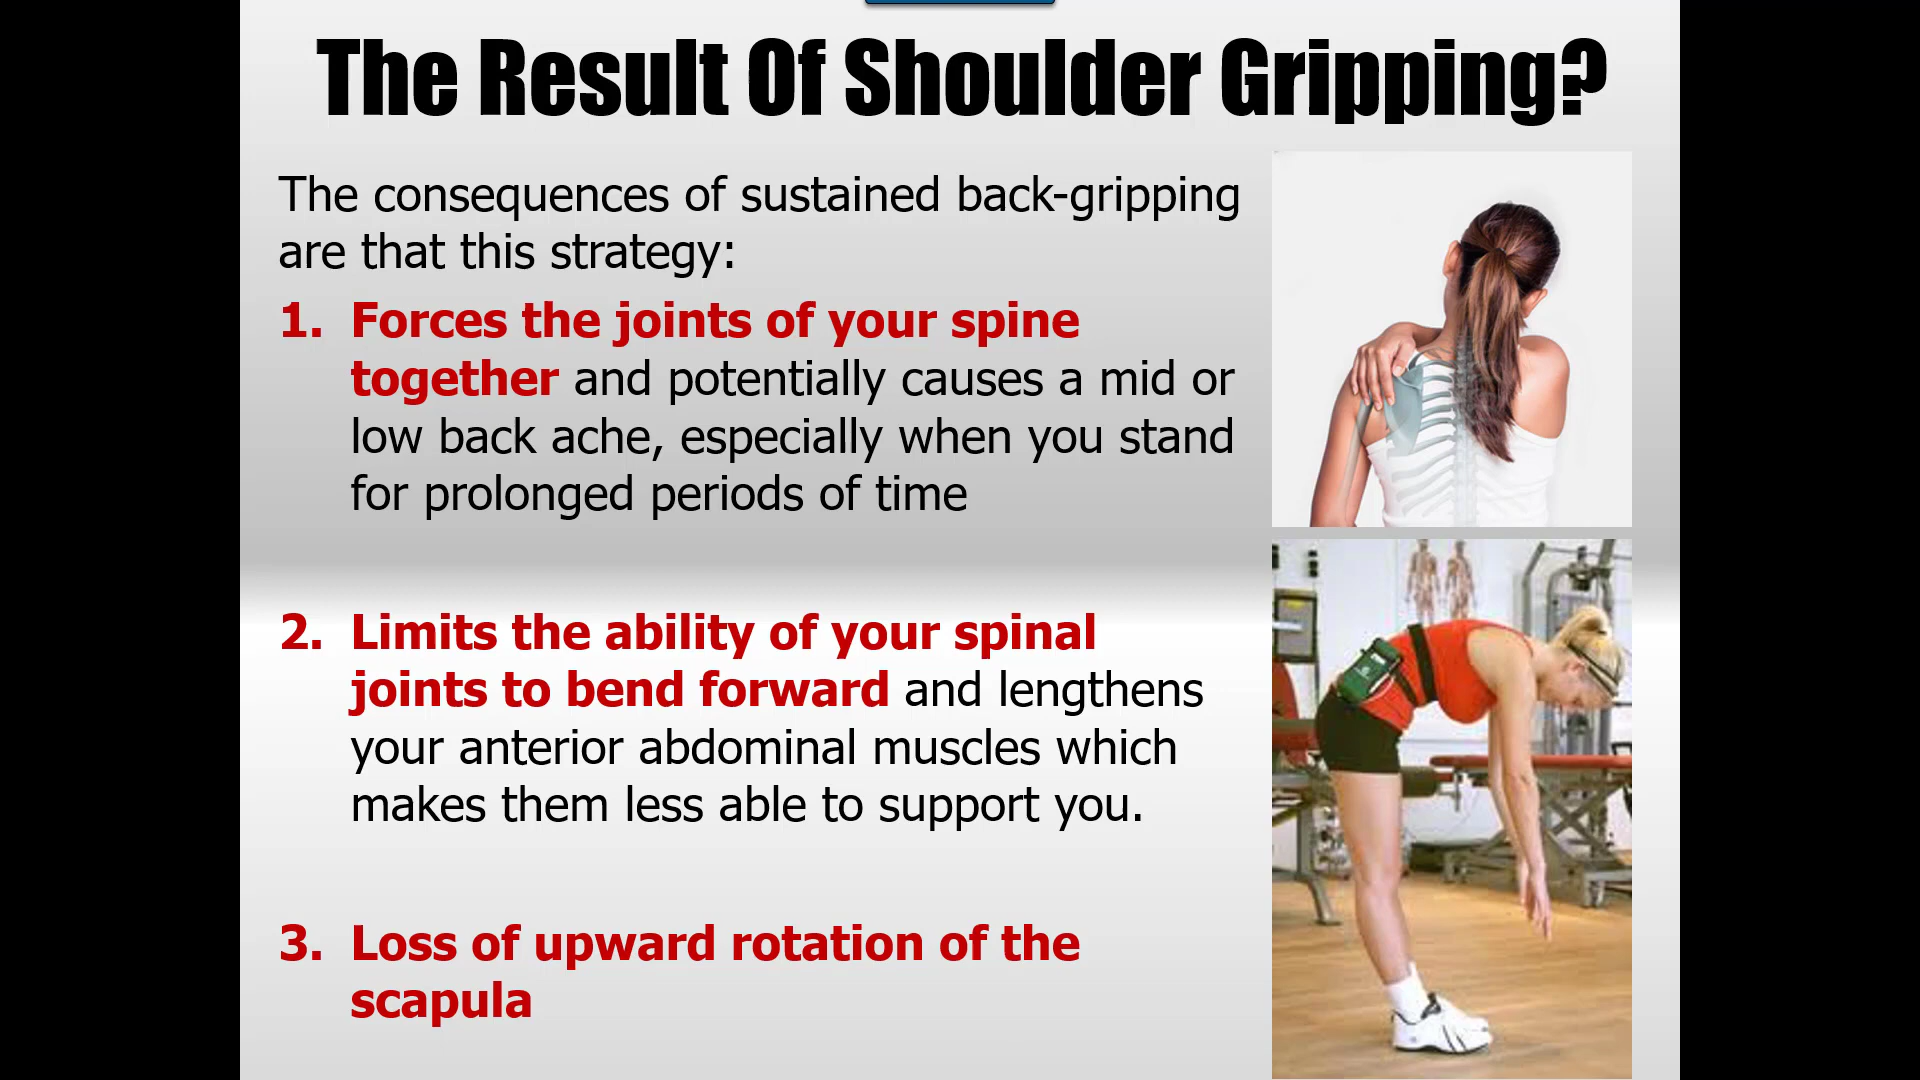 The Result Of Shoulder Gripping?
The consequences of sustained back-gripping
are that this strategy:
1. Forces the joints of your spine
together and potentially causes a mid or
low back ache, especially when you stand
for prolonged periods of time
2. Limits the ability of your spinal
joints to bend forward and lengthens
your anterior abdominal muscles which
makes them less able to support you.
3. Loss of upward rotation of the
scapula